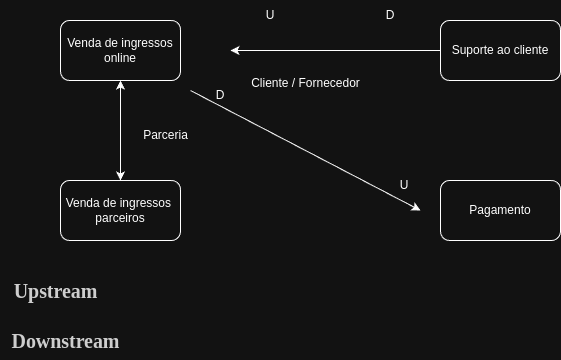 U
D
Venda de ingressos
online
Suporte ao cliente
Cliente / Fornecedor
D
Parceria
U
Venda de ingressos
parceiros
Pagamento
Upstream
Downstream